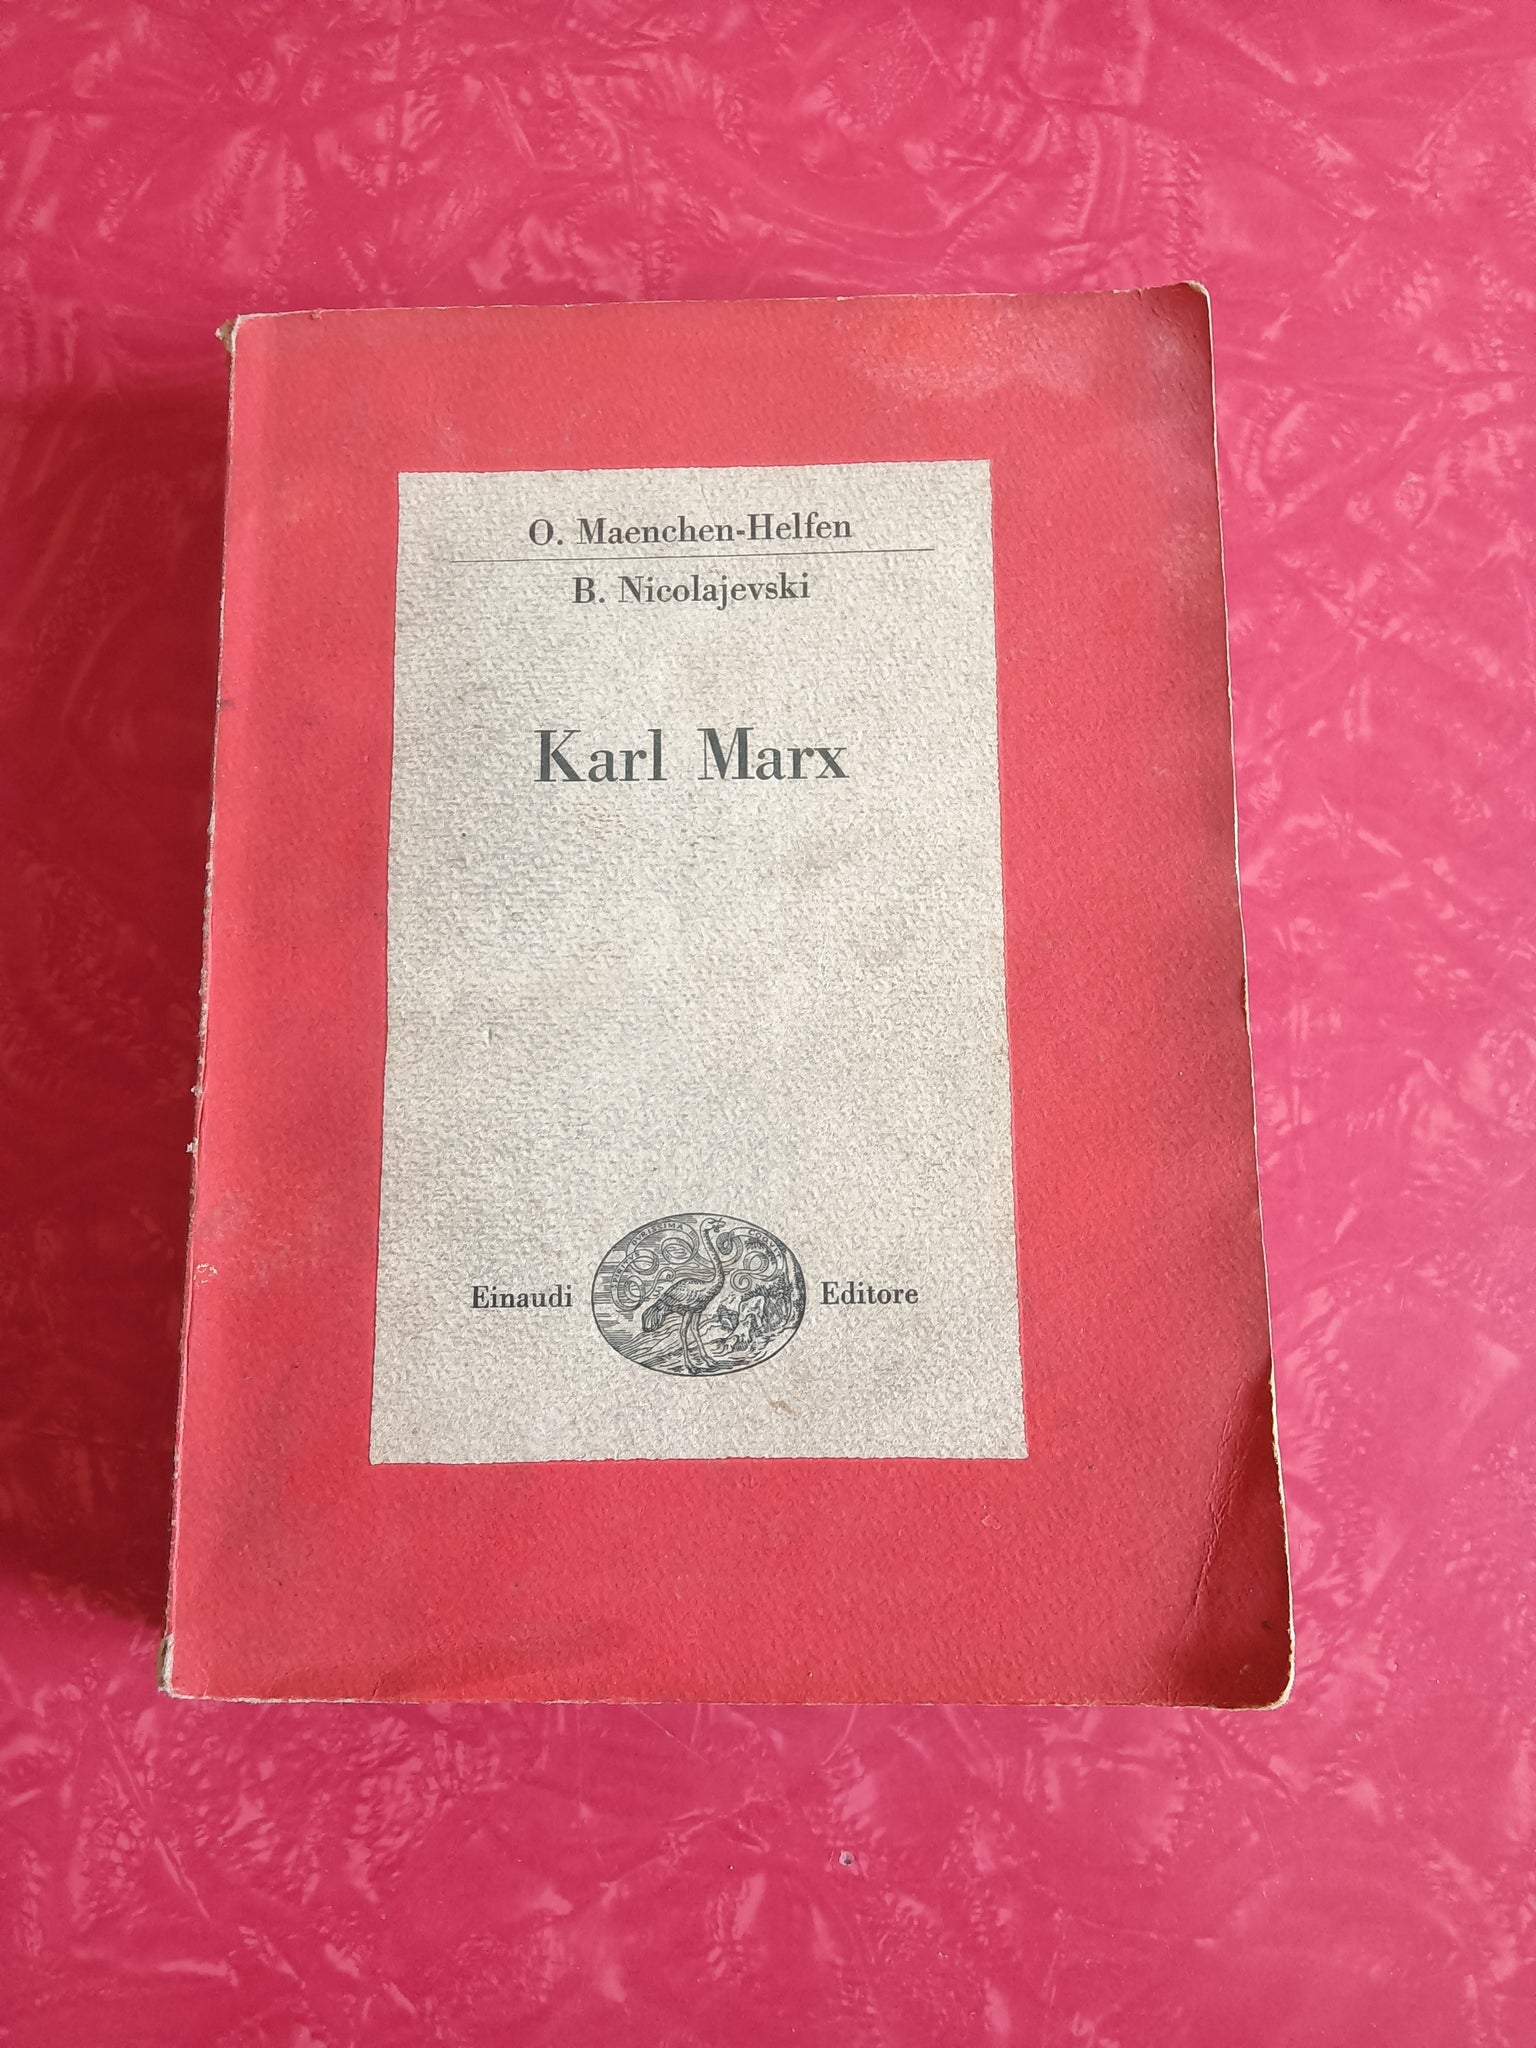 O. Maenchen-Helfen
B. Nicolajevski
Karl Marx
Einaudi Editore